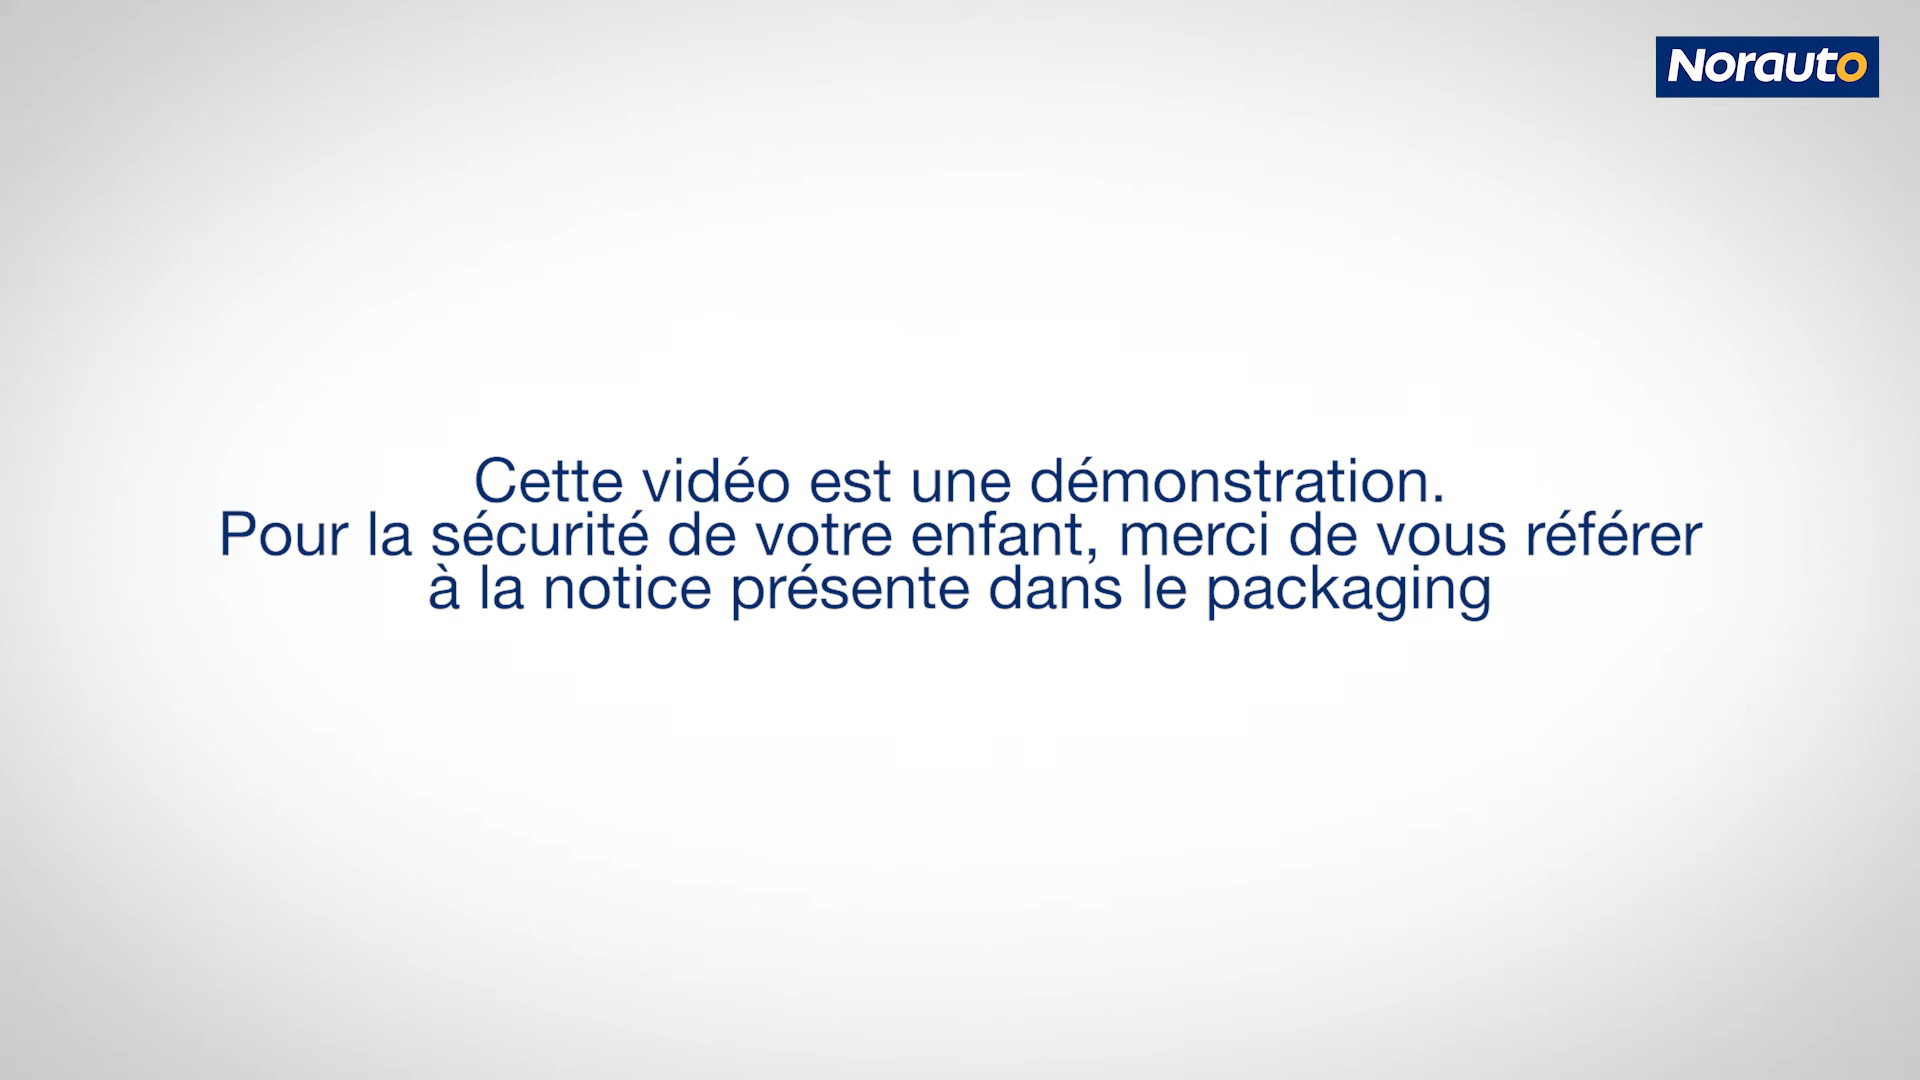 Norauto
Cette vidéo est une démonstration.
Pour la sécurité de votre enfant, merci de vous référer
à la notice présente dans le packaging